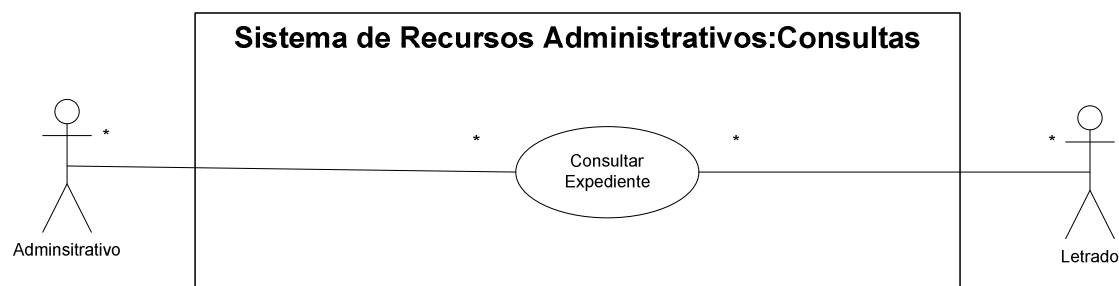 Sistema de Recursos Administrativos:Consultas
*
*
*
*
Consultar
Expediente
Adminsitrativo
Letrado